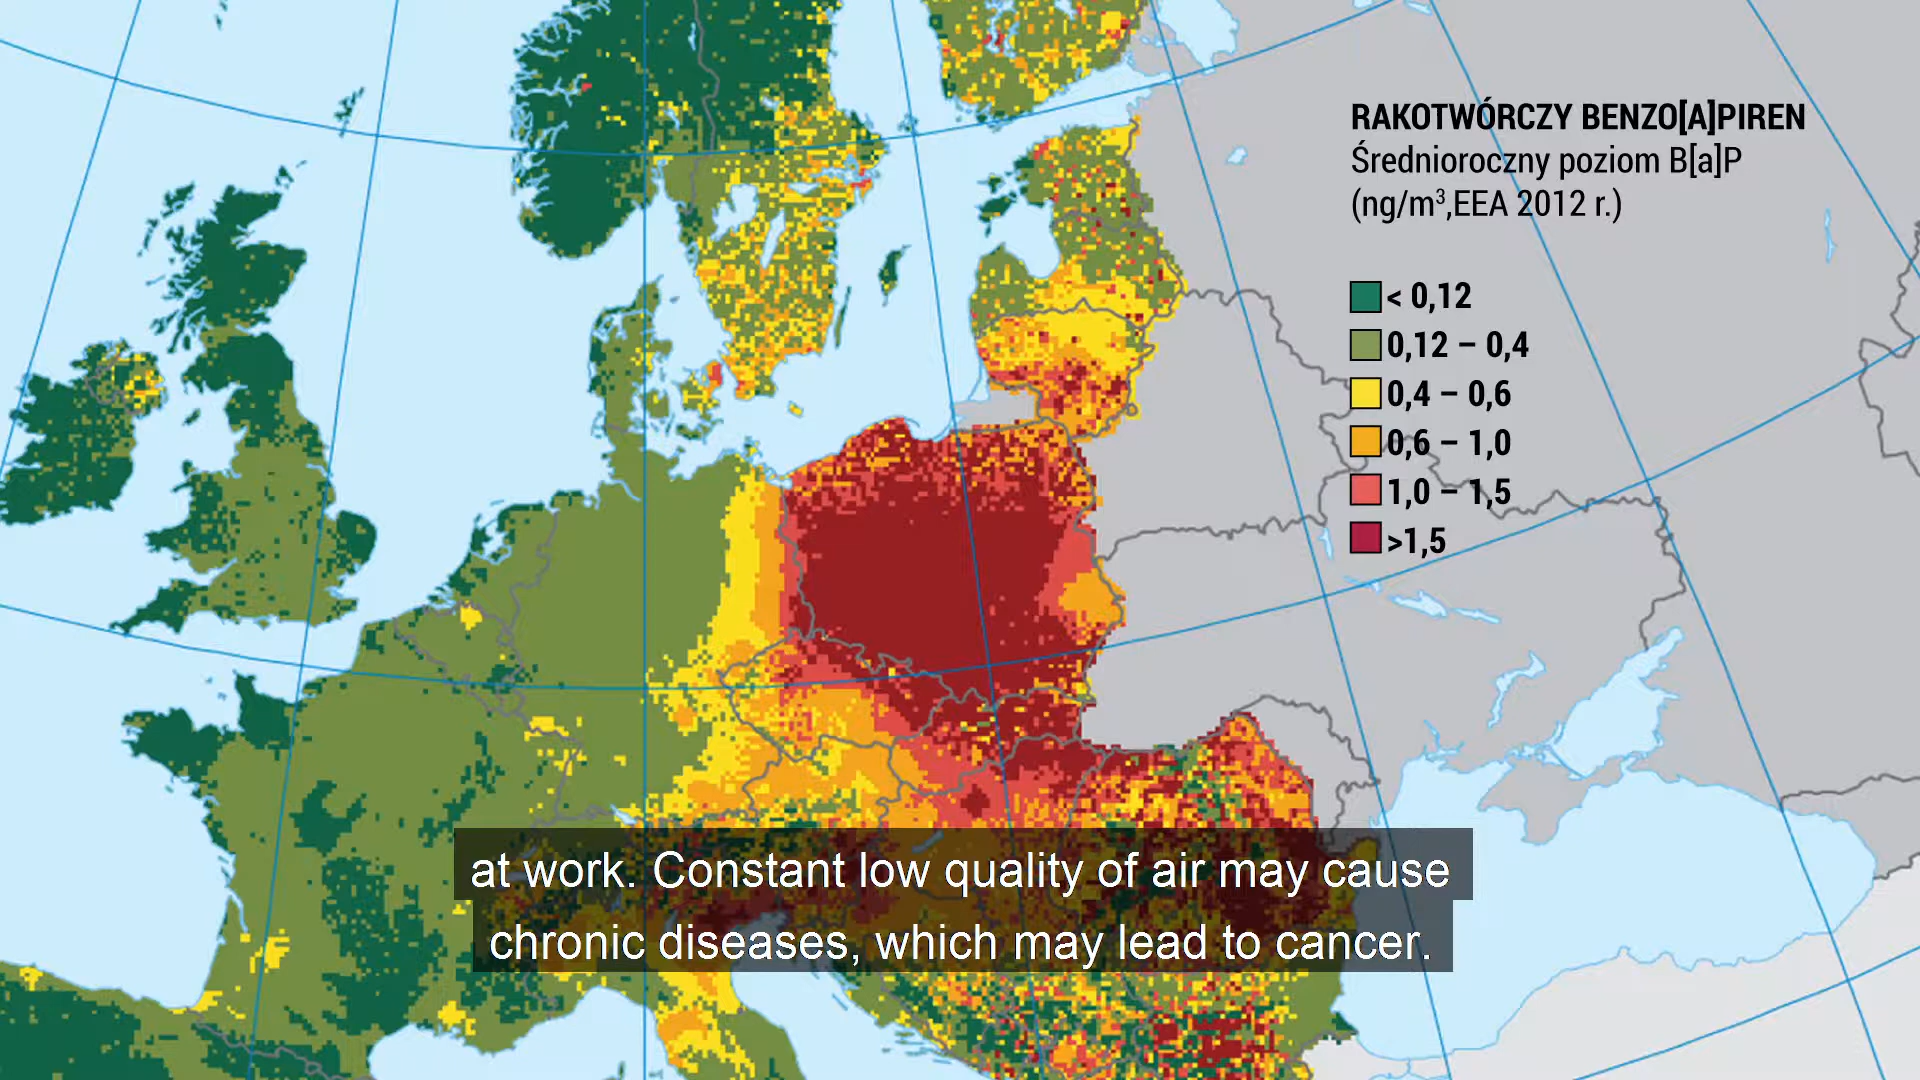 RAKOTWÓRCZY BENZO[A]PIREN
Średnioroczny poziom B[a]P
(ng/m³,EEA 2012 r.)
< 0,12
0,12 – 0,4
0,4 – 0,6
0,6 – 1,0
1,0 – 1,5
>1,5
at work. Constant low quality of air may cause
chronic diseases, which may lead to cancer.